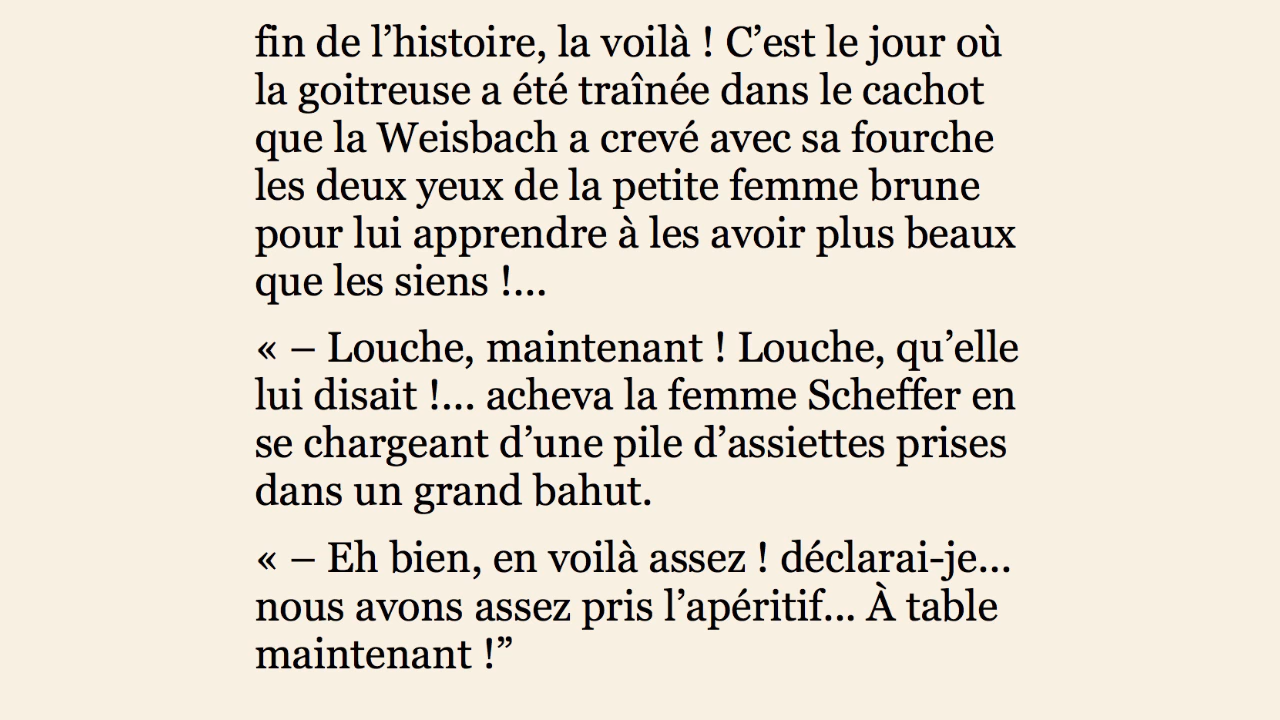 fin de l’histoire, la voilà ! C’est le jour où
la goitreuse a été traînée dans le cachot
que la Weisbach a crevé avec sa fourche
les deux yeux de la petite femme brune
pour lui apprendre à les avoir plus beaux
que les siens !…
« – Louche, maintenant ! Louche, qu’elle
lui disait !… acheva la femme Scheffer en
se chargeant d’une pile d’assiettes prises
dans un grand bahut.
« – Eh bien, en voilà assez ! déclarai-je…
nous avons assez pris l’apéritif… À table
maintenant !”